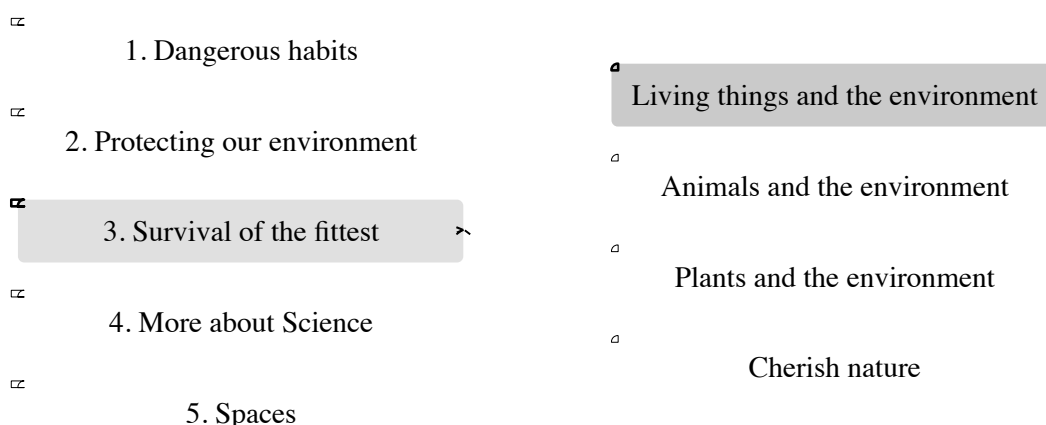 1. Dangerous habits
2. Protecting our environment
3. Survival of the fittest
4. More about Science
5. Spaces
Living things and the environment
Animals and the environment
Plants and the environment
Cherish nature